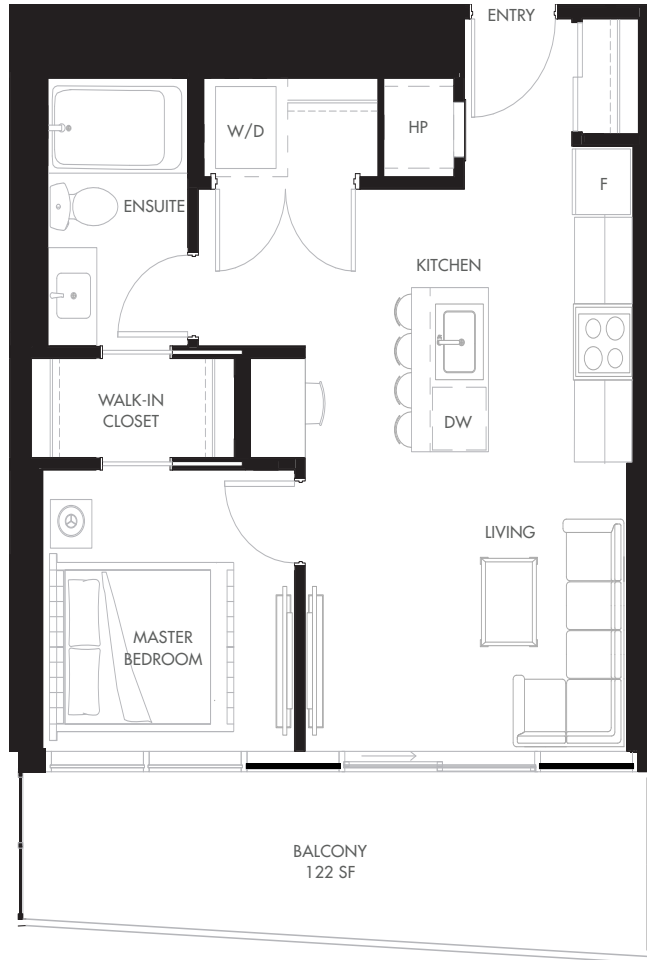 ENTRY
W/D
HP
F
ENSUITE
KITCHEN
WALK-IN
CLOSET
DW
LIVING
MASTER
BEDROOM
BALCONY
122 SF